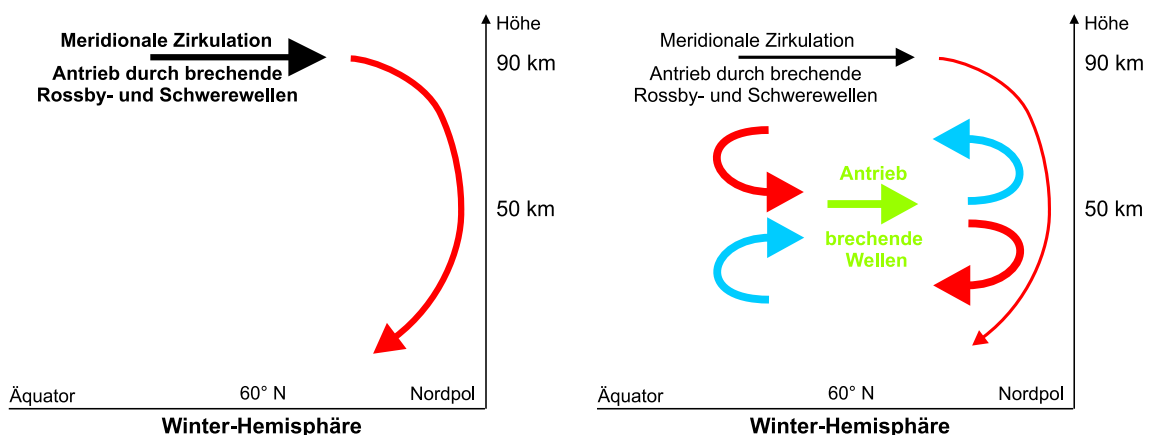 Höhe
Meridionale Zirkulation
90 km
Antrieb durch brechende
Rossby- und Schwerewellen
50 km
Äquator
60° N
Nordpol
Winter-Hemisphäre
Höhe
Meridionale Zirkulation
90 km
Antrieb durch brechende
Rossby- und Schwerewellen
Antrieb
50 km
brechende
Wellen
Äquator
60° N
Nordpol
Winter-Hemisphäre